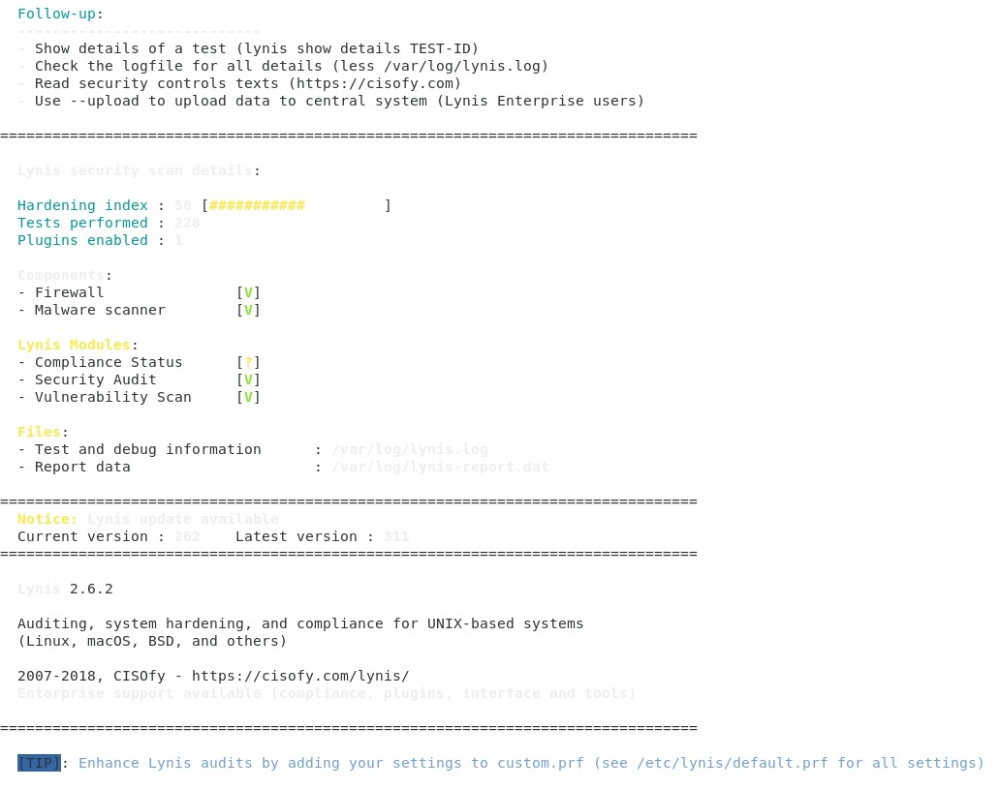 Follow-up:
----------------------------
- Show details of a test (lynis show details TEST-ID)
- Check the logfile for all details (less /var/log/lynis.log)
- Read security controls texts (https://cisofy.com)
- Use --upload to upload data to central system (Lynis Enterprise users)
================================================================================
Lynis security scan details:
Hardening index : 58 [###########         ]
Tests performed : 228
Plugins enabled : 1
Components:
- Firewall               [V]
- Malware scanner        [V]
Lynis Modules:
- Compliance Status      [?]
- Security Audit         [V]
- Vulnerability Scan     [V]
Files:
- Test and debug information      : /var/log/lynis.log
- Report data                     : /var/log/lynis-report.dat
================================================================================
Notice: Lynis update available
Current version : 262    Latest version : 311
================================================================================
Lynis 2.6.2
Auditing, system hardening, and compliance for UNIX-based systems
(Linux, macOS, BSD, and others)
2007-2018, CISOfy - https://cisofy.com/lynis/
Enterprise support available (compliance, plugins, interface and tools)
================================================================================
[TIP]: Enhance Lynis audits by adding your settings to custom.prf (see /etc/lynis/default.prf for all settings)